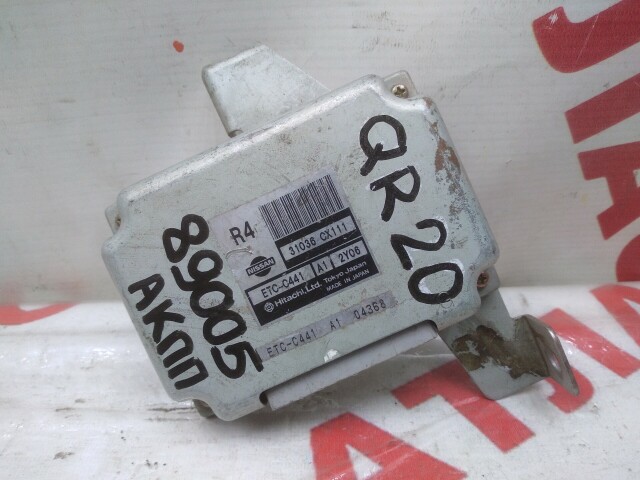 QR20
R4
NISSAN
31036 CX111
ETC-C441 A1 2Y06
Hitachi, Ltd. Tokyo Japan
MADE IN JAPAN
ETC-C441 A1 04368
89005
АКПП